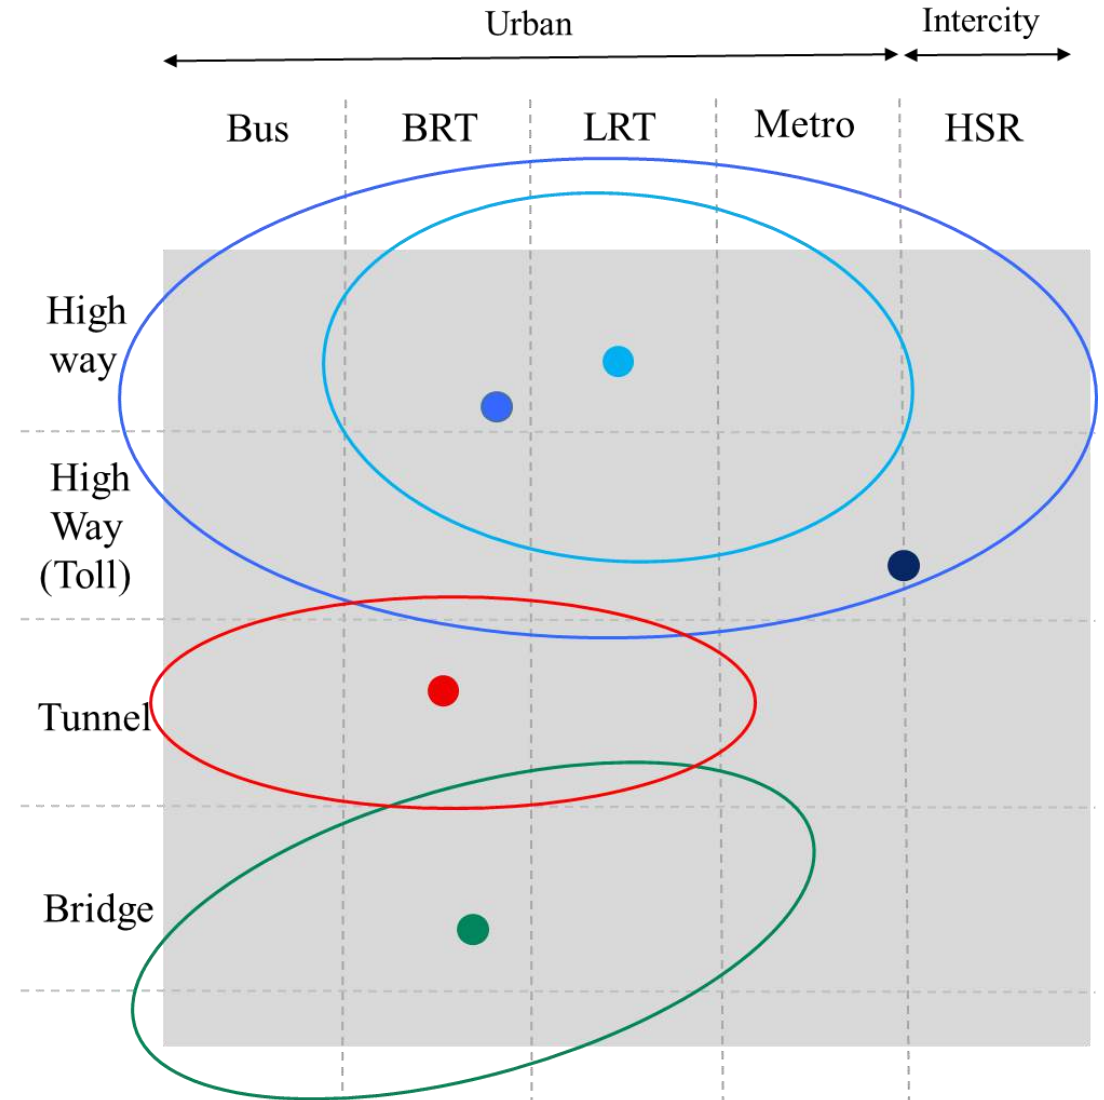 Urban
Intercity
Bus
BRT
LRT
Metro
HSR
High
way
High
Way
(Toll)
Tunnel
Bridge